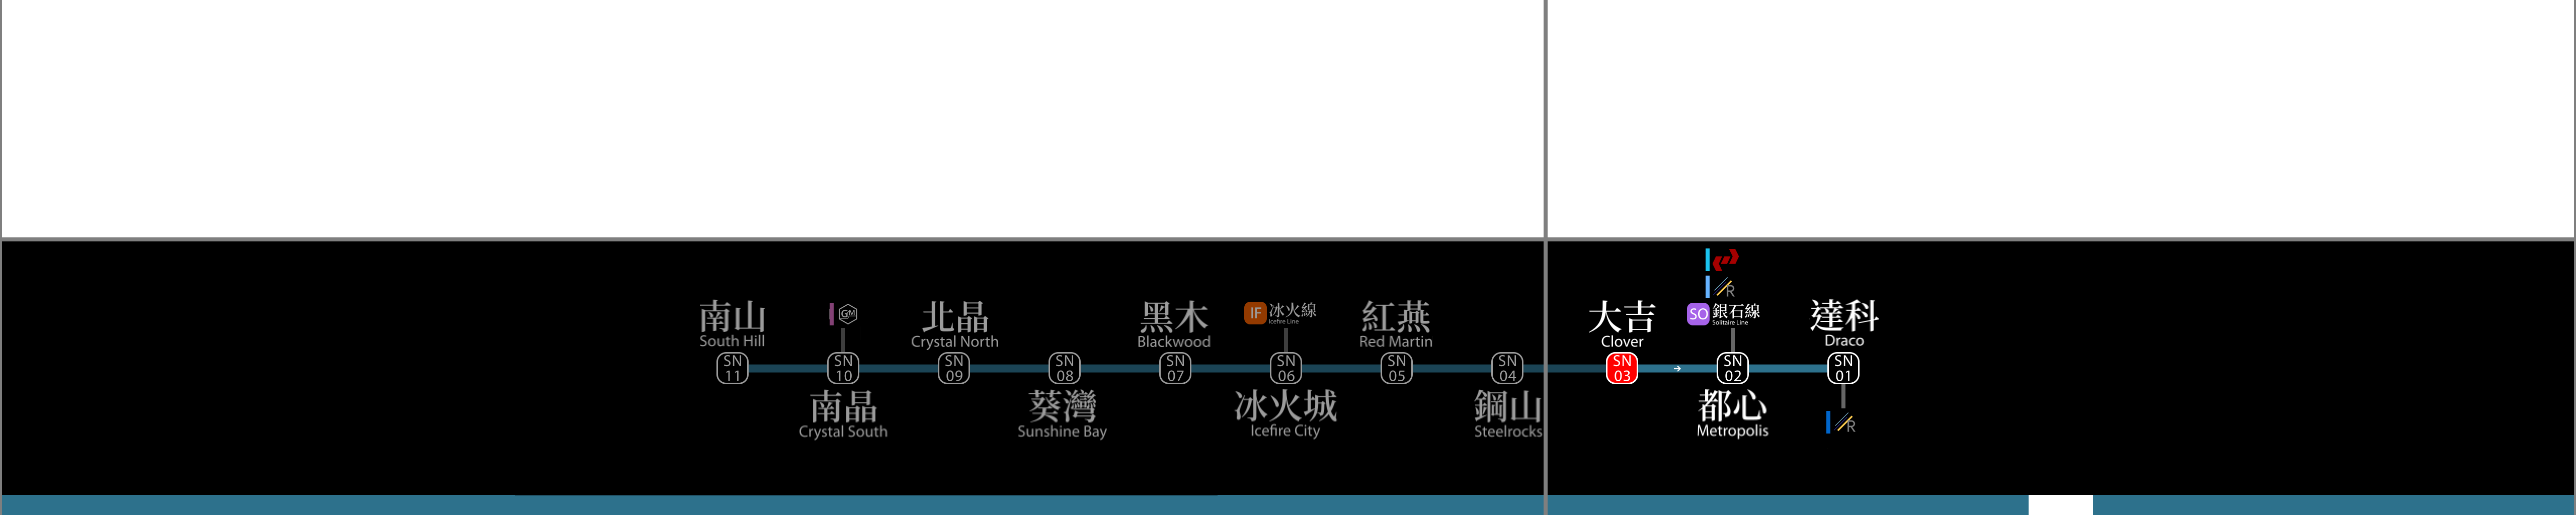 南山
South Hill
SN
11
GM
SN
10
南晶
Crystal South
北晶
Crystal North
SN
09
SN
08
葵灣
Sunshine Bay
黑木
Blackwood
SN
07
IF 冰火線
Icefire Line
SN
06
冰火城
Icefire City
紅燕
Red Martin
SN
05
SN
04
鋼山
Steelrocks
大吉
Clover
SN
03
→
R
SO 銀石線
Solitaire Line
SN
02
都心
Metropolis
達科
Draco
SN
01
R